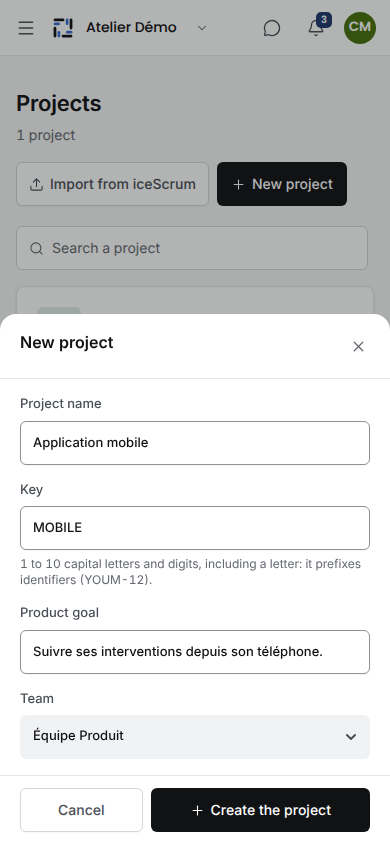 Atelier Démo
3
CM
Projects
1 project
Import from iceScrum
New project
Search a project
New project
Project name
Application mobile
Key
MOBILE
1 to 10 capital letters and digits, including a letter: it prefixes
identifiers (YOUM-12).
Product goal
Suivre ses interventions depuis son téléphone.
Team
Équipe Produit
Cancel
Create the project